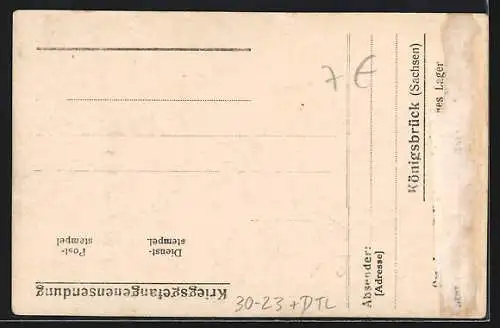 Kriegsgefangenensendung
Post-
stempel
Dienst-
stempel.
Absender:
[Adresse]
Königsbrück (Sachsen)
Lager
7 €
30-23 + DTL